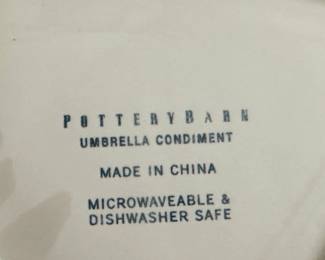 POTTERYBARN
UMBRELLA CONDIMENT
MADE IN CHINA
MICROWAVEABLE &
DISHWASHER SAFE